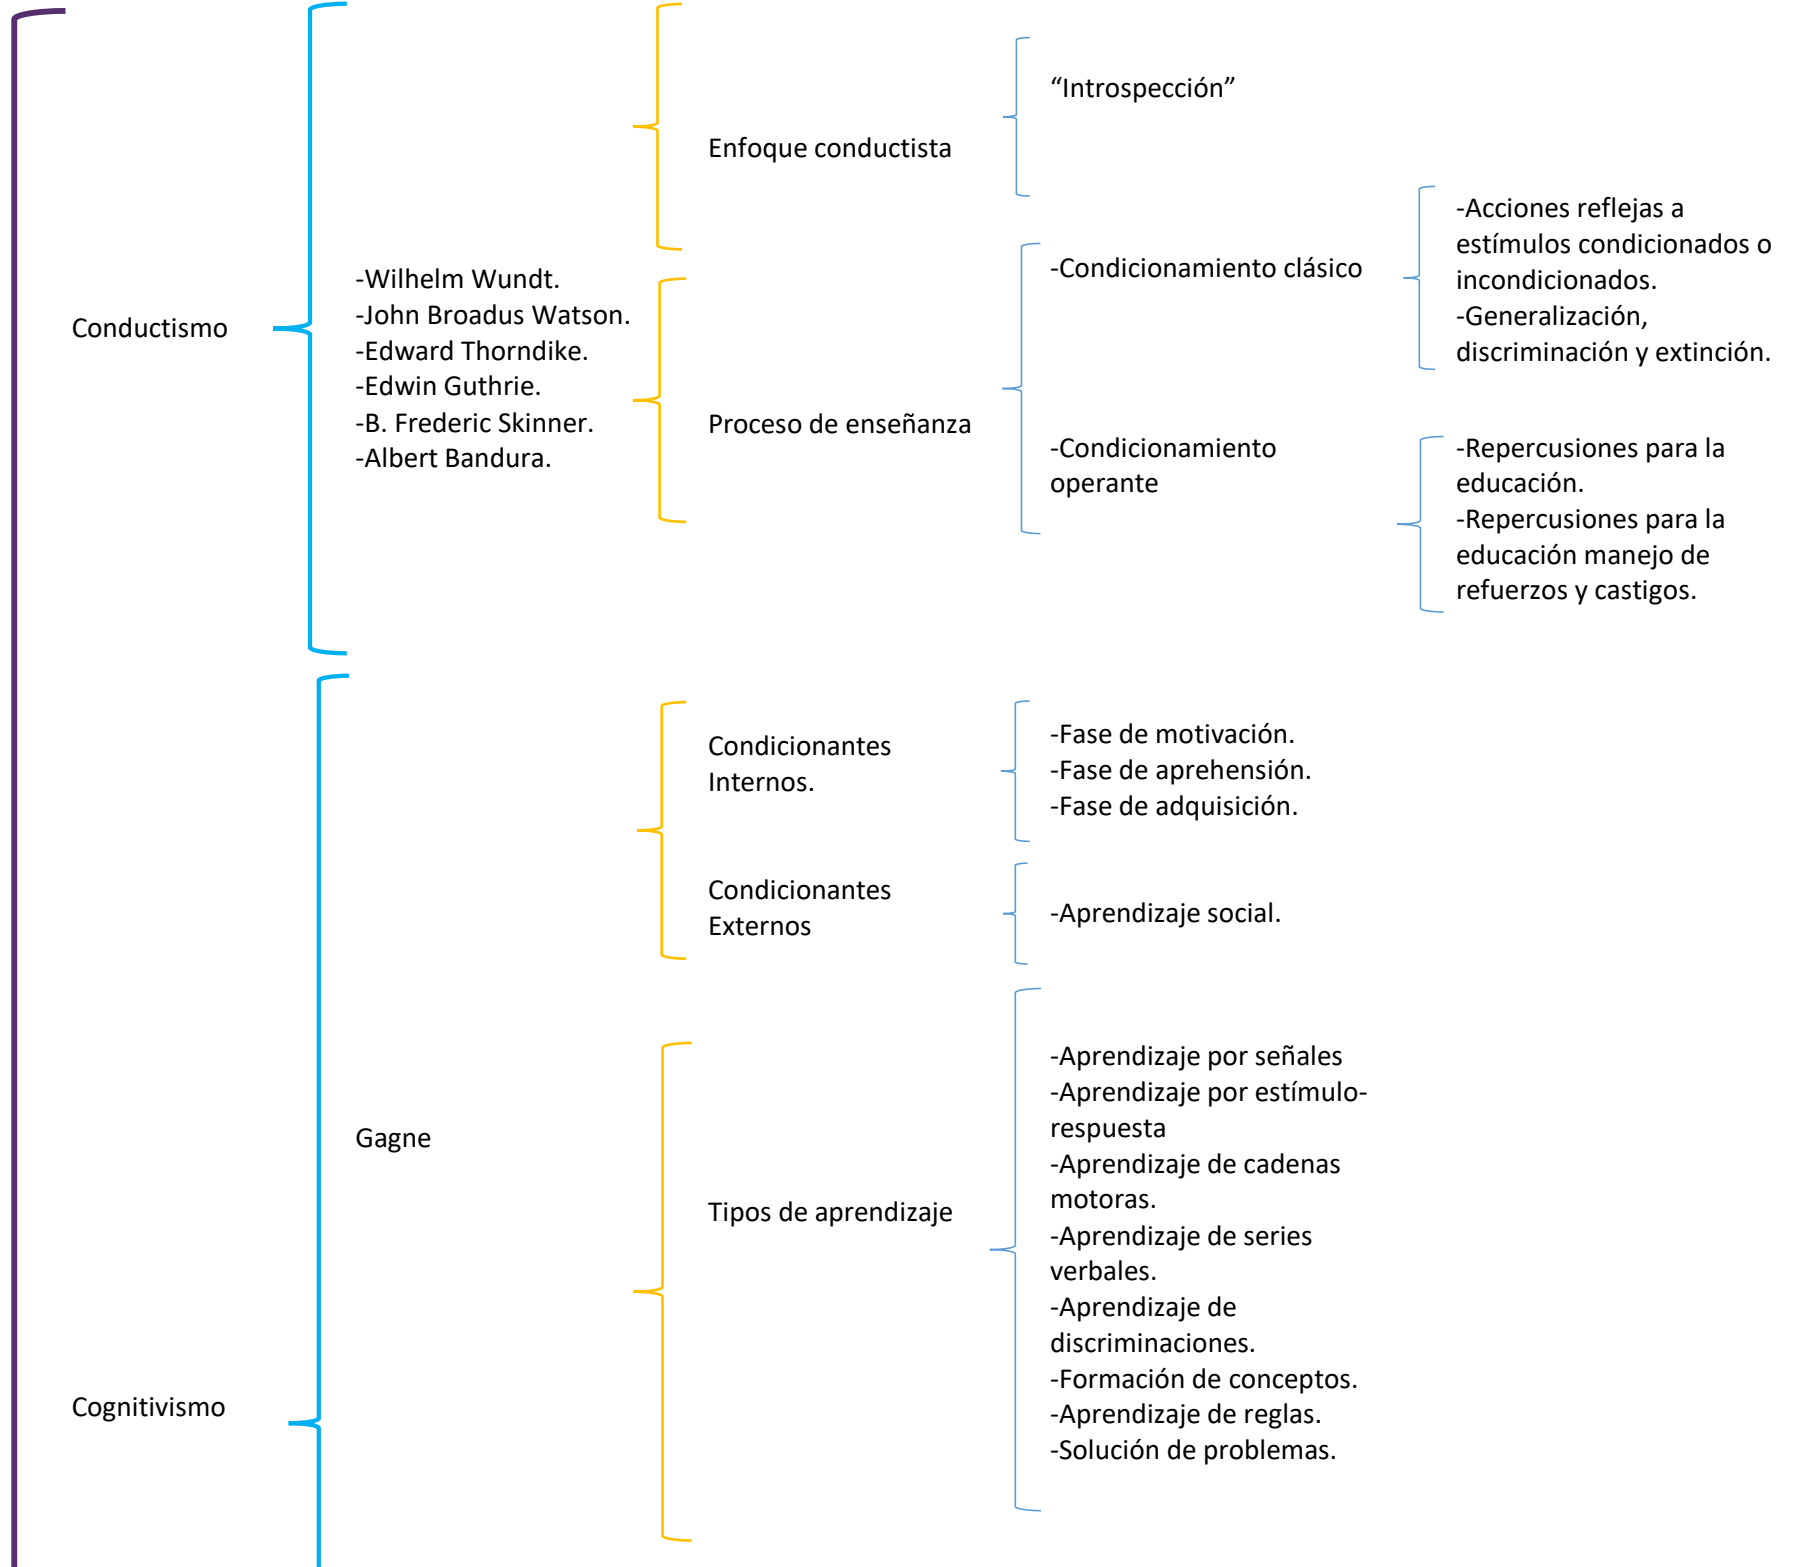 Conductismo
-Wilhelm Wundt.
-John Broadus Watson.
-Edward Thorndike.
-Edwin Guthrie.
-B. Frederic Skinner.
-Albert Bandura.
Enfoque conductista
“Introspección”
Proceso de enseñanza
-Condicionamiento clásico
-Acciones reflejas a
estímulos condicionados o
incondicionados.
-Generalización,
discriminación y extinción.
-Condicionamiento
operante
-Repercusiones para la
educación.
-Repercusiones para la
educación manejo de
refuerzos y castigos.
Cognitivismo
Gagne
Condicionantes
Internos.
-Fase de motivación.
-Fase de aprehensión.
-Fase de adquisición.
Condicionantes
Externos
-Aprendizaje social.
Tipos de aprendizaje
-Aprendizaje por señales
-Aprendizaje por estímulo-
respuesta
-Aprendizaje de cadenas
motoras.
-Aprendizaje de series
verbales.
-Aprendizaje de
discriminaciones.
-Formación de conceptos.
-Aprendizaje de reglas.
-Solución de problemas.